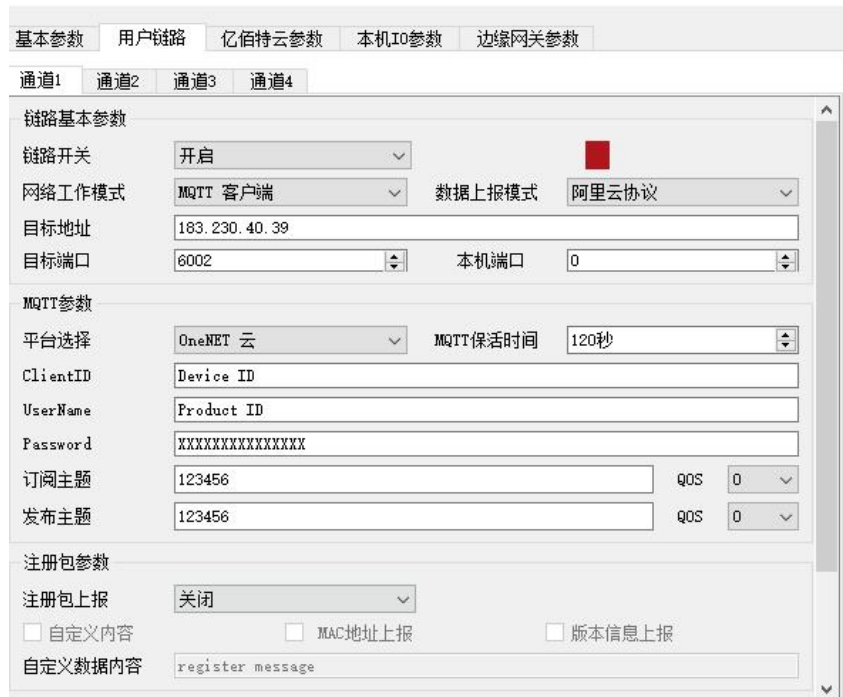 基本参数 用户链路 亿佰特云参数 本机IO参数 边缘网关参数
通道1 通道2 通道3 通道4
链路基本参数
链路开关 开启
网络工作模式 MQTT 客户端 数据上报模式 阿里云协议
目标地址 183.230.40.39
目标端口 6002 本机端口 0
MQTT参数
平台选择 OneNET 云 MQTT保活时间 120秒
ClientID Device ID
UserName Product ID
Password XXXXXXXXXXXXXXX
订阅主题 123456 QOS 0
发布主题 123456 QOS 0
注册包参数
注册包上报 关闭
自定义内容 MAC地址上报 版本信息上报
自定义数据内容 register message